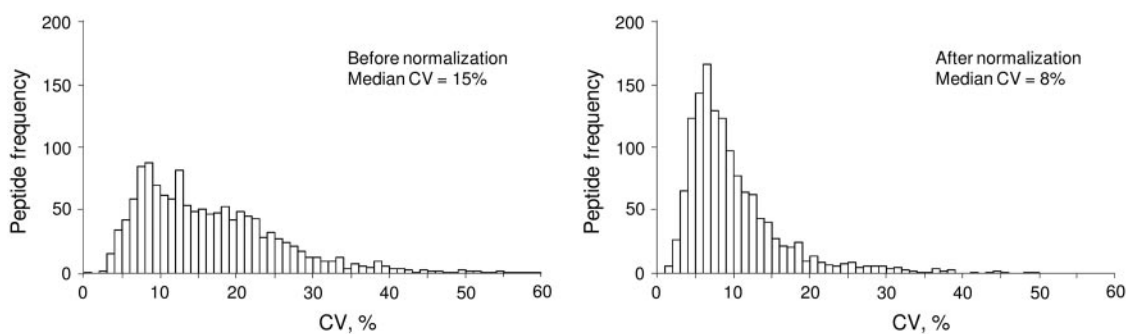 200
150
100
50
0
Peptide frequency
Before normalization
Median CV = 15%
0 10 20 30 40 50 60
CV, %
200
150
100
50
0
Peptide frequency
After normalization
Median CV = 8%
0 10 20 30 40 50 60
CV, %